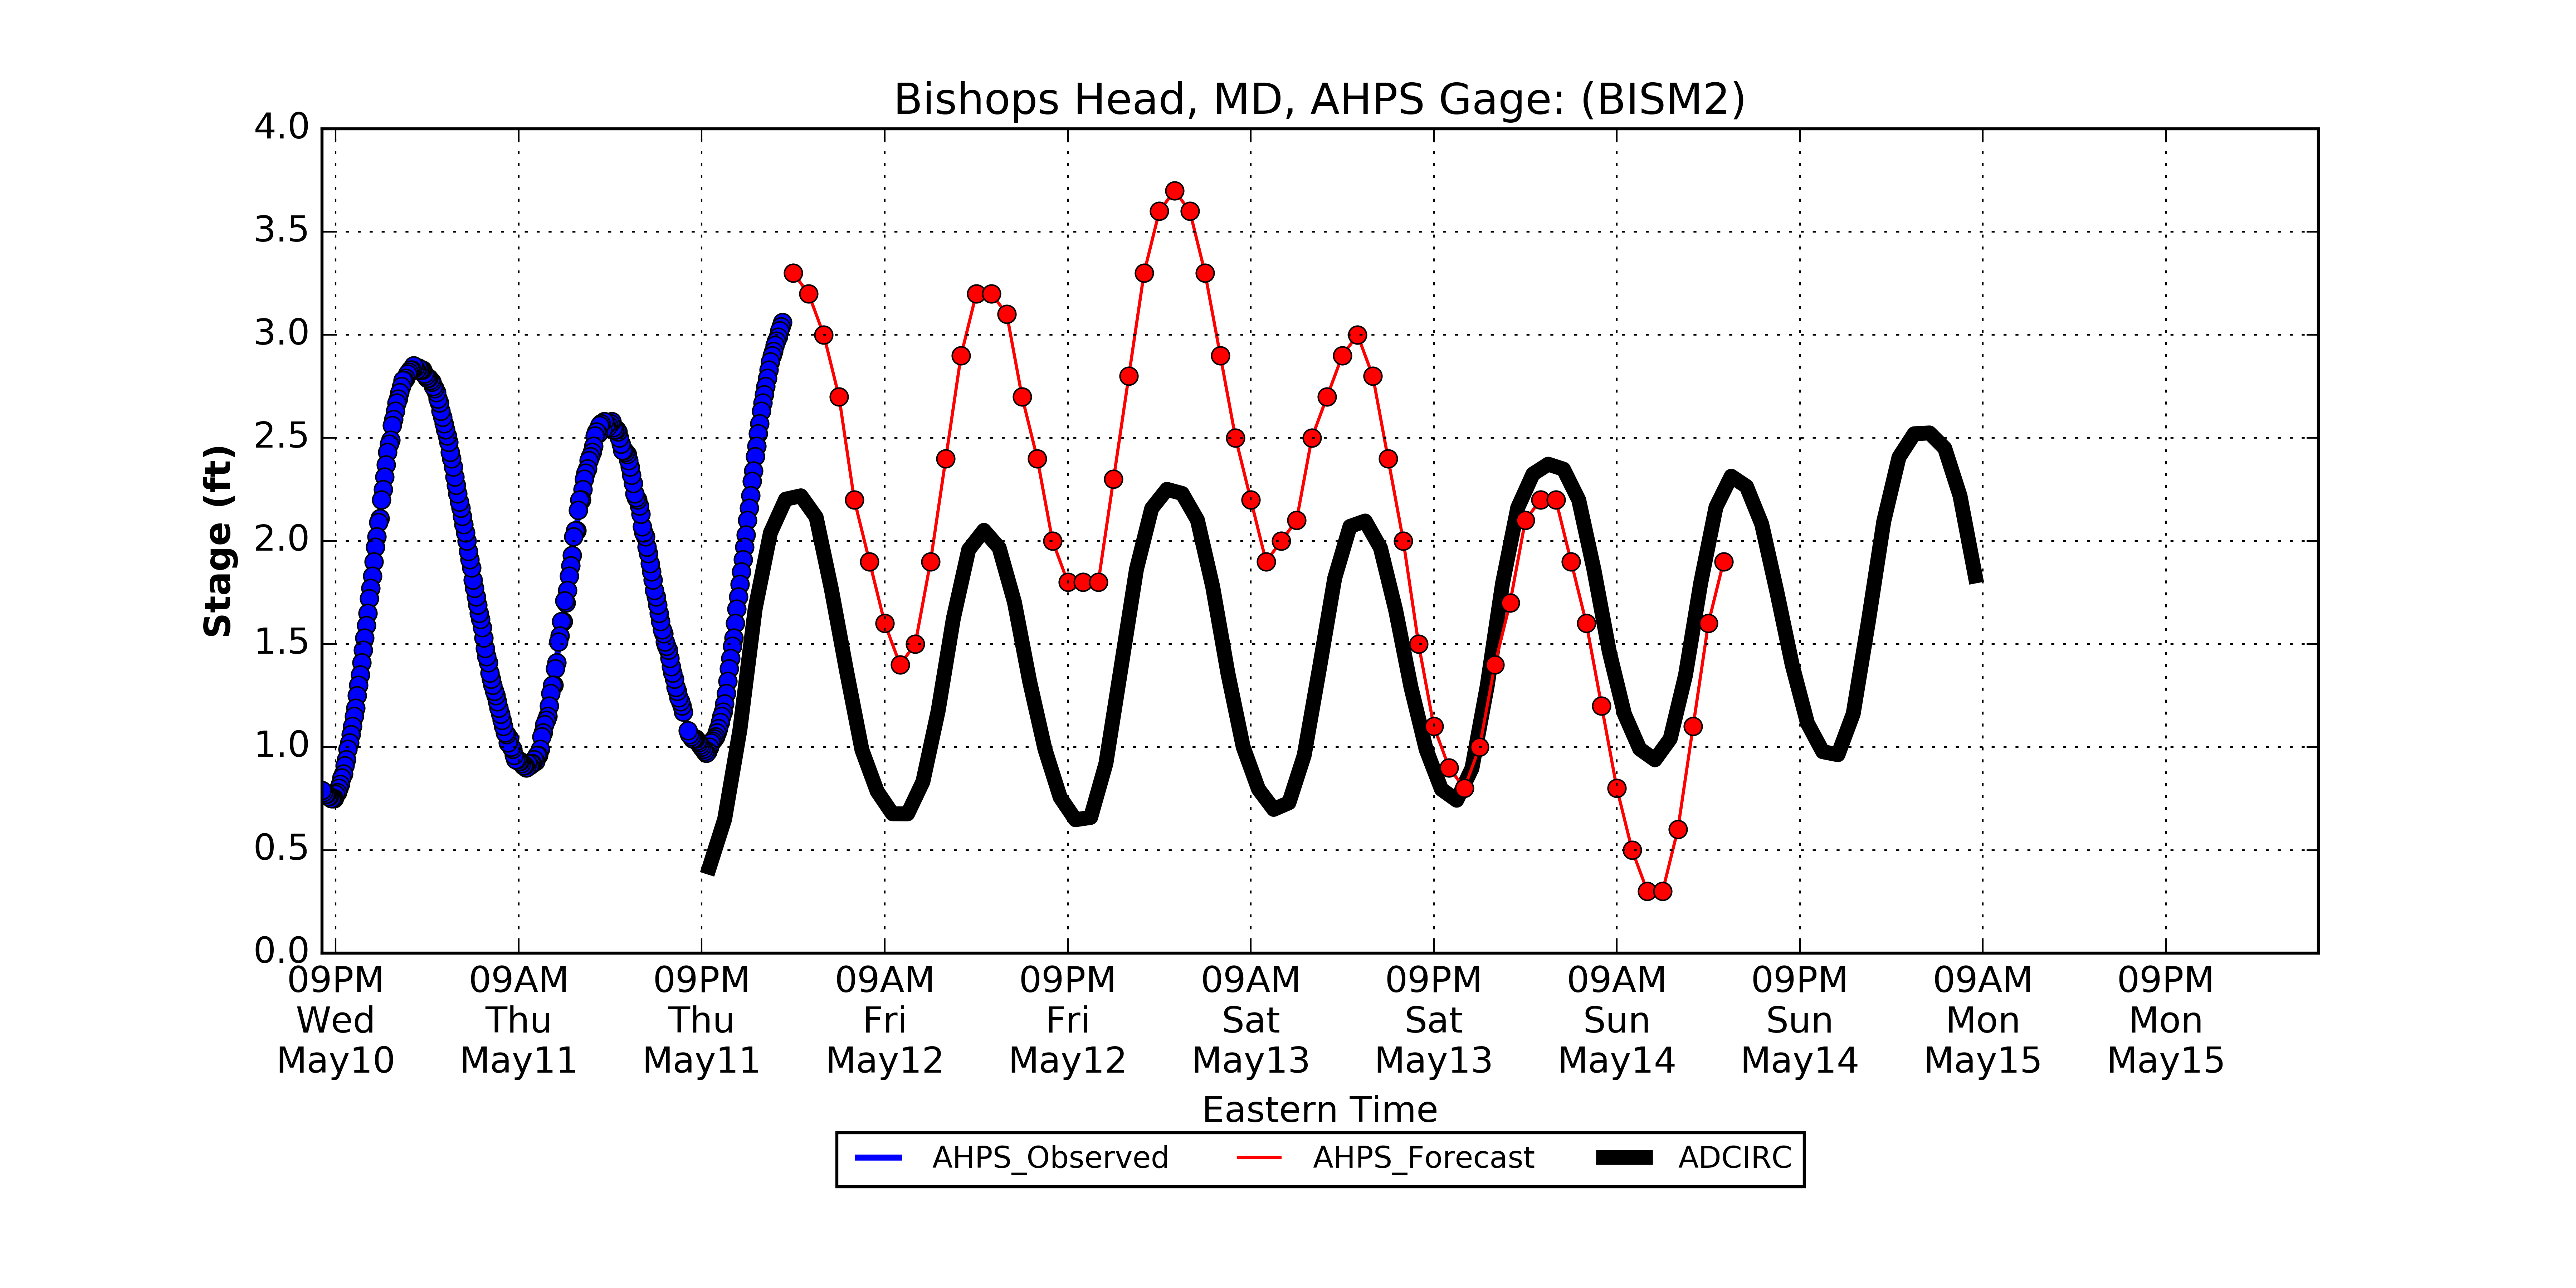 Bishops Head, MD, AHPS Gage: (BISM2)
4.0
3.5
3.0
2.5
2.0
1.5
1.0
0.5
0.0
Stage (ft)
09PM 09AM 09PM 09AM 09PM 09AM 09PM 09AM 09PM 09AM 09PM
Wed Thu Thu Fri Fri Sat Sat Sun Sun Mon Mon
May10 May11 May11 May12 May12 May13 May13 May14 May14 May15 May15
Eastern Time
AHPS_Observed AHPS_Forecast ADCIRC